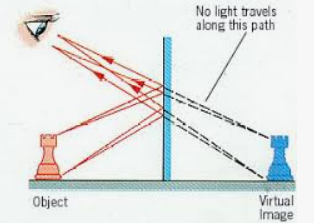 No light travels
along this path
Object
Virtual
Image